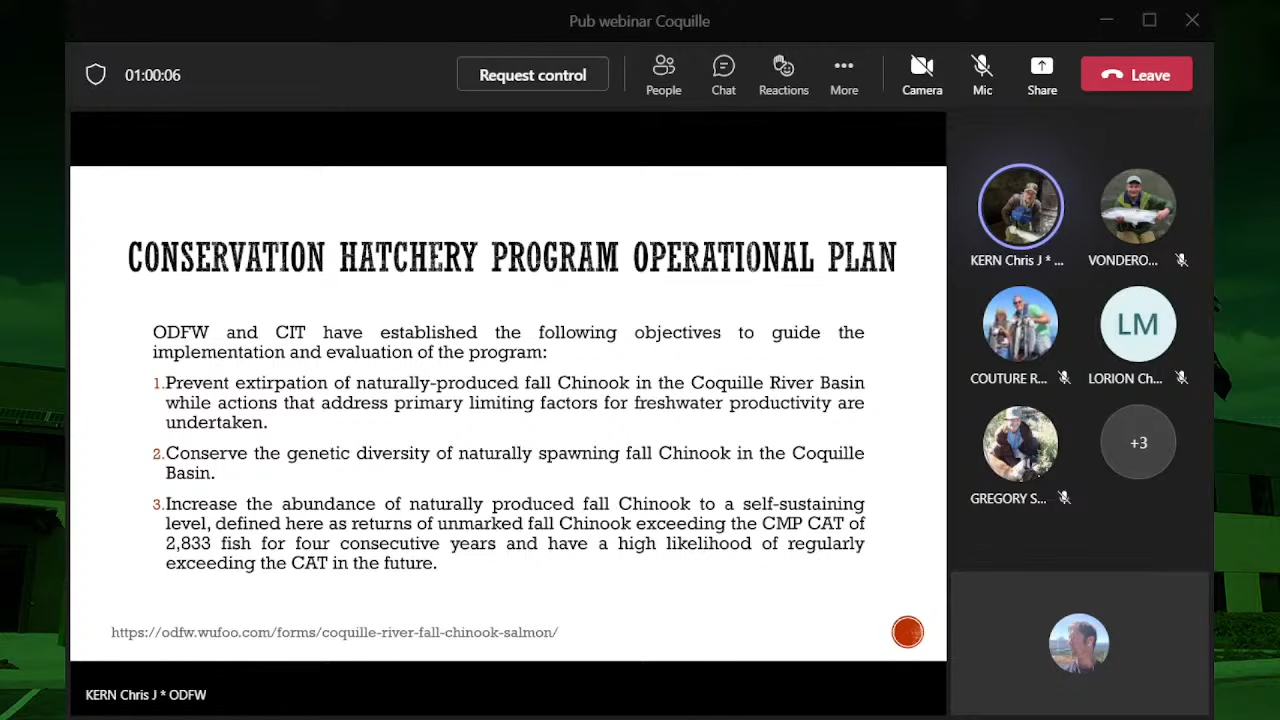 Pub webinar Coquille
01:00:06
Request control
People
Chat
Reactions
More
Camera
Mic
Share
Leave
CONSERVATION HATCHERY PROGRAM OPERATIONAL PLAN
ODFW and CIT have established the following objectives to guide the
implementation and evaluation of the program:
1.Prevent extirpation of naturally-produced fall Chinook in the Coquille River Basin
while actions that address primary limiting factors for freshwater productivity are
undertaken.
2.Conserve the genetic diversity of naturally spawning fall Chinook in the Coquille
Basin.
3.Increase the abundance of naturally produced fall Chinook to a self-sustaining
level, defined here as returns of unmarked fall Chinook exceeding the CMP CAT of
2,833 fish for four consecutive years and have a high likelihood of regularly
exceeding the CAT in the future.
https://odfw.wufoo.com/forms/coquille-river-fall-chinook-salmon/
KERN Chris J * ODFW
KERN Chris J * ...
VONDERO...
LM
COUTURE R...
LORION Ch...
+3
GREGORY S...